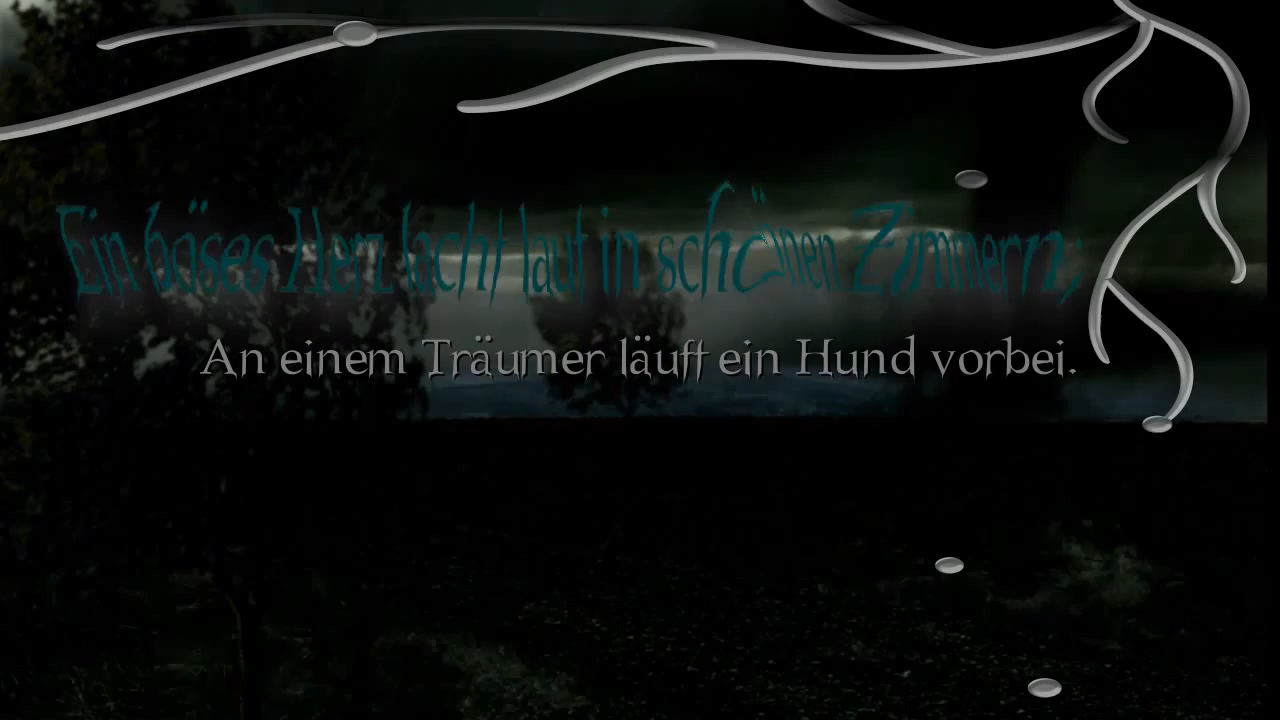 Ein böses Herz lacht laut in schönen Zimmern;
An einem Träumer läuft ein Hund vorbei.